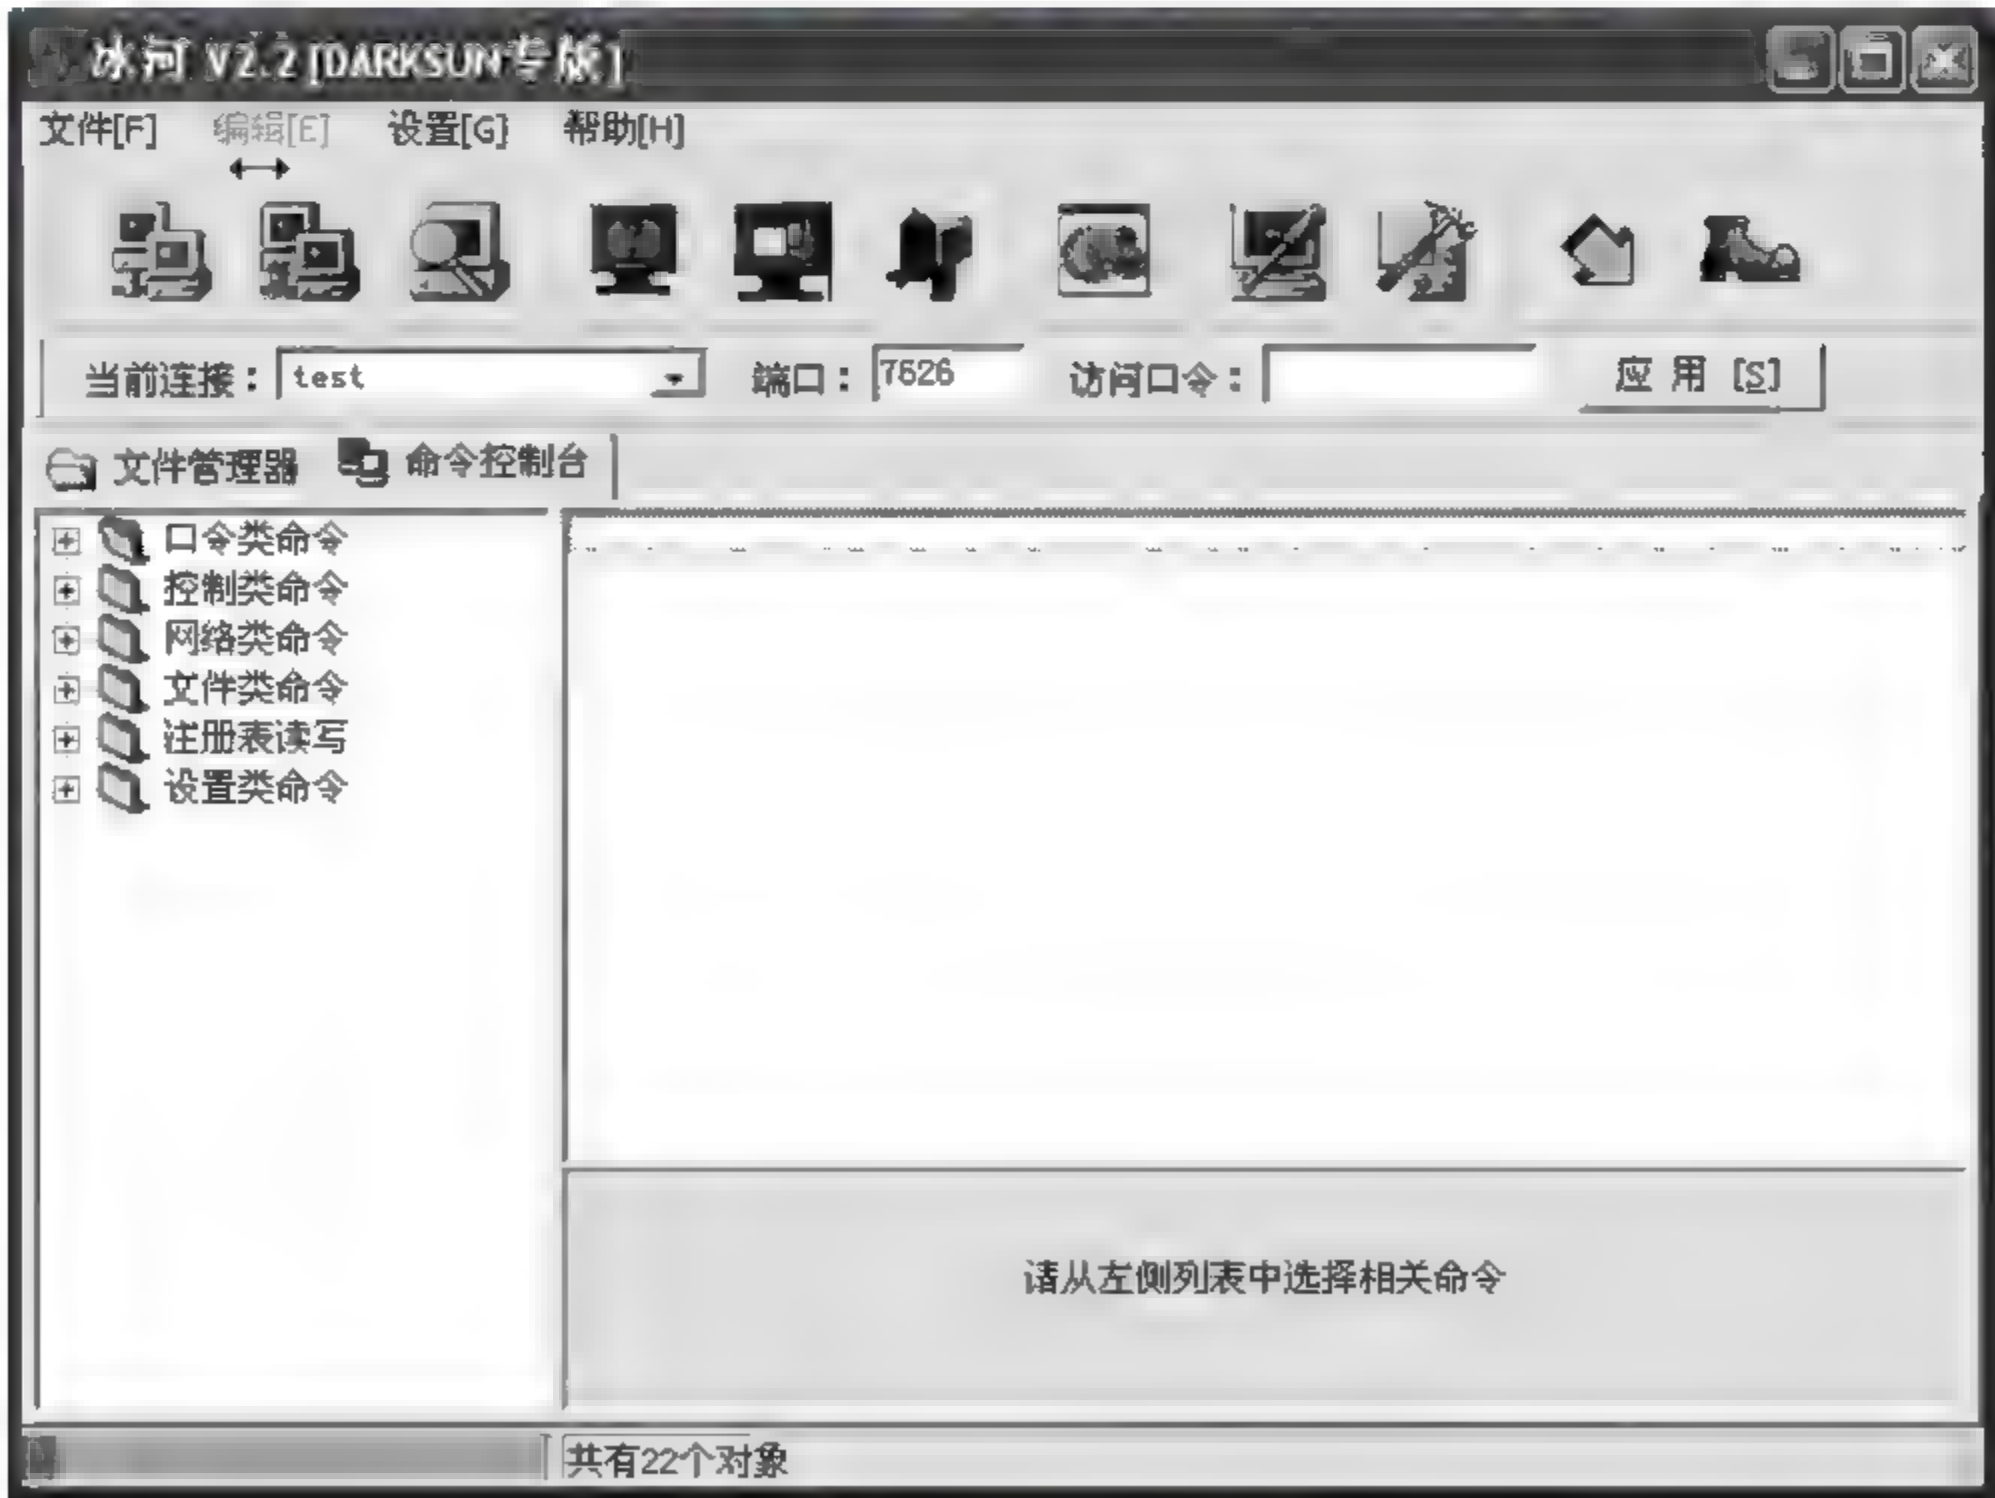 冰河 V2.2 [DARKSUN专版]
文件[F] 编辑[E] 设置[G] 帮助[H]
当前连接： test 端口： 7626 访问口令： 应用 [S]
文件管理器 命令控制台
口令类命令
控制类命令
网络类命令
文件类命令
注册表读写
设置类命令
请从左侧列表中选择相关命令
共有22个对象